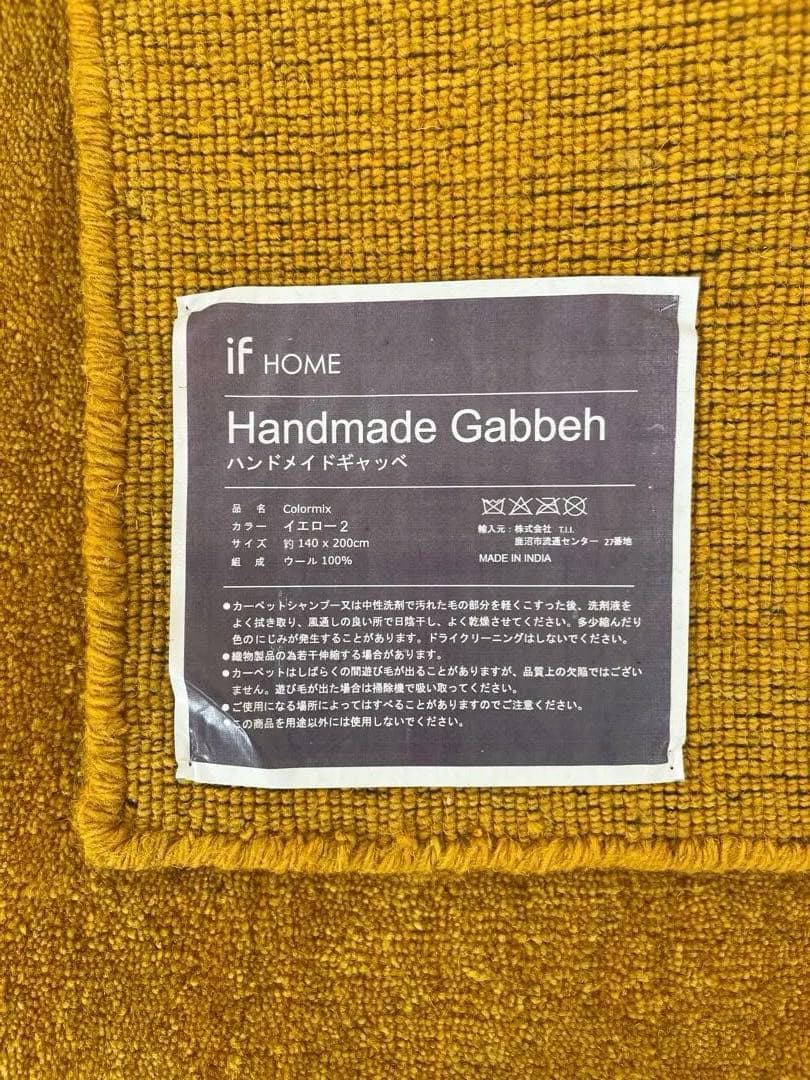 if HOME
Handmade Gabbeh
ハンドメイドギャッベ
品 名 Colormix
カラー イエロー2
サイズ 約 140 x 200cm
組 成 ウール 100%
輸入元：株式会社 T.I.I.
鹿沼市流通センター 27番地
MADE IN INDIA
●カーペットシャンプー又は中性洗剤で汚れた毛の部分を軽くこすった後、洗剤液を
よく拭き取り、風通しの良い所で日陰干し、よく乾燥させてください。多少縮んだり
色のにじみが発生することがあります。ドライクリーニングはしないでください。
●織物製品の為若干伸縮する場合があります。
●カーペットはしばらくの間遊び毛が出ることがありますが、品質上の欠陥ではござい
ません。遊び毛が出た場合は掃除機で吸い取ってください。
●ご使用になる場所によってはすべることがありますのでご注意ください。
●この商品を用途以外には使用しないでください。